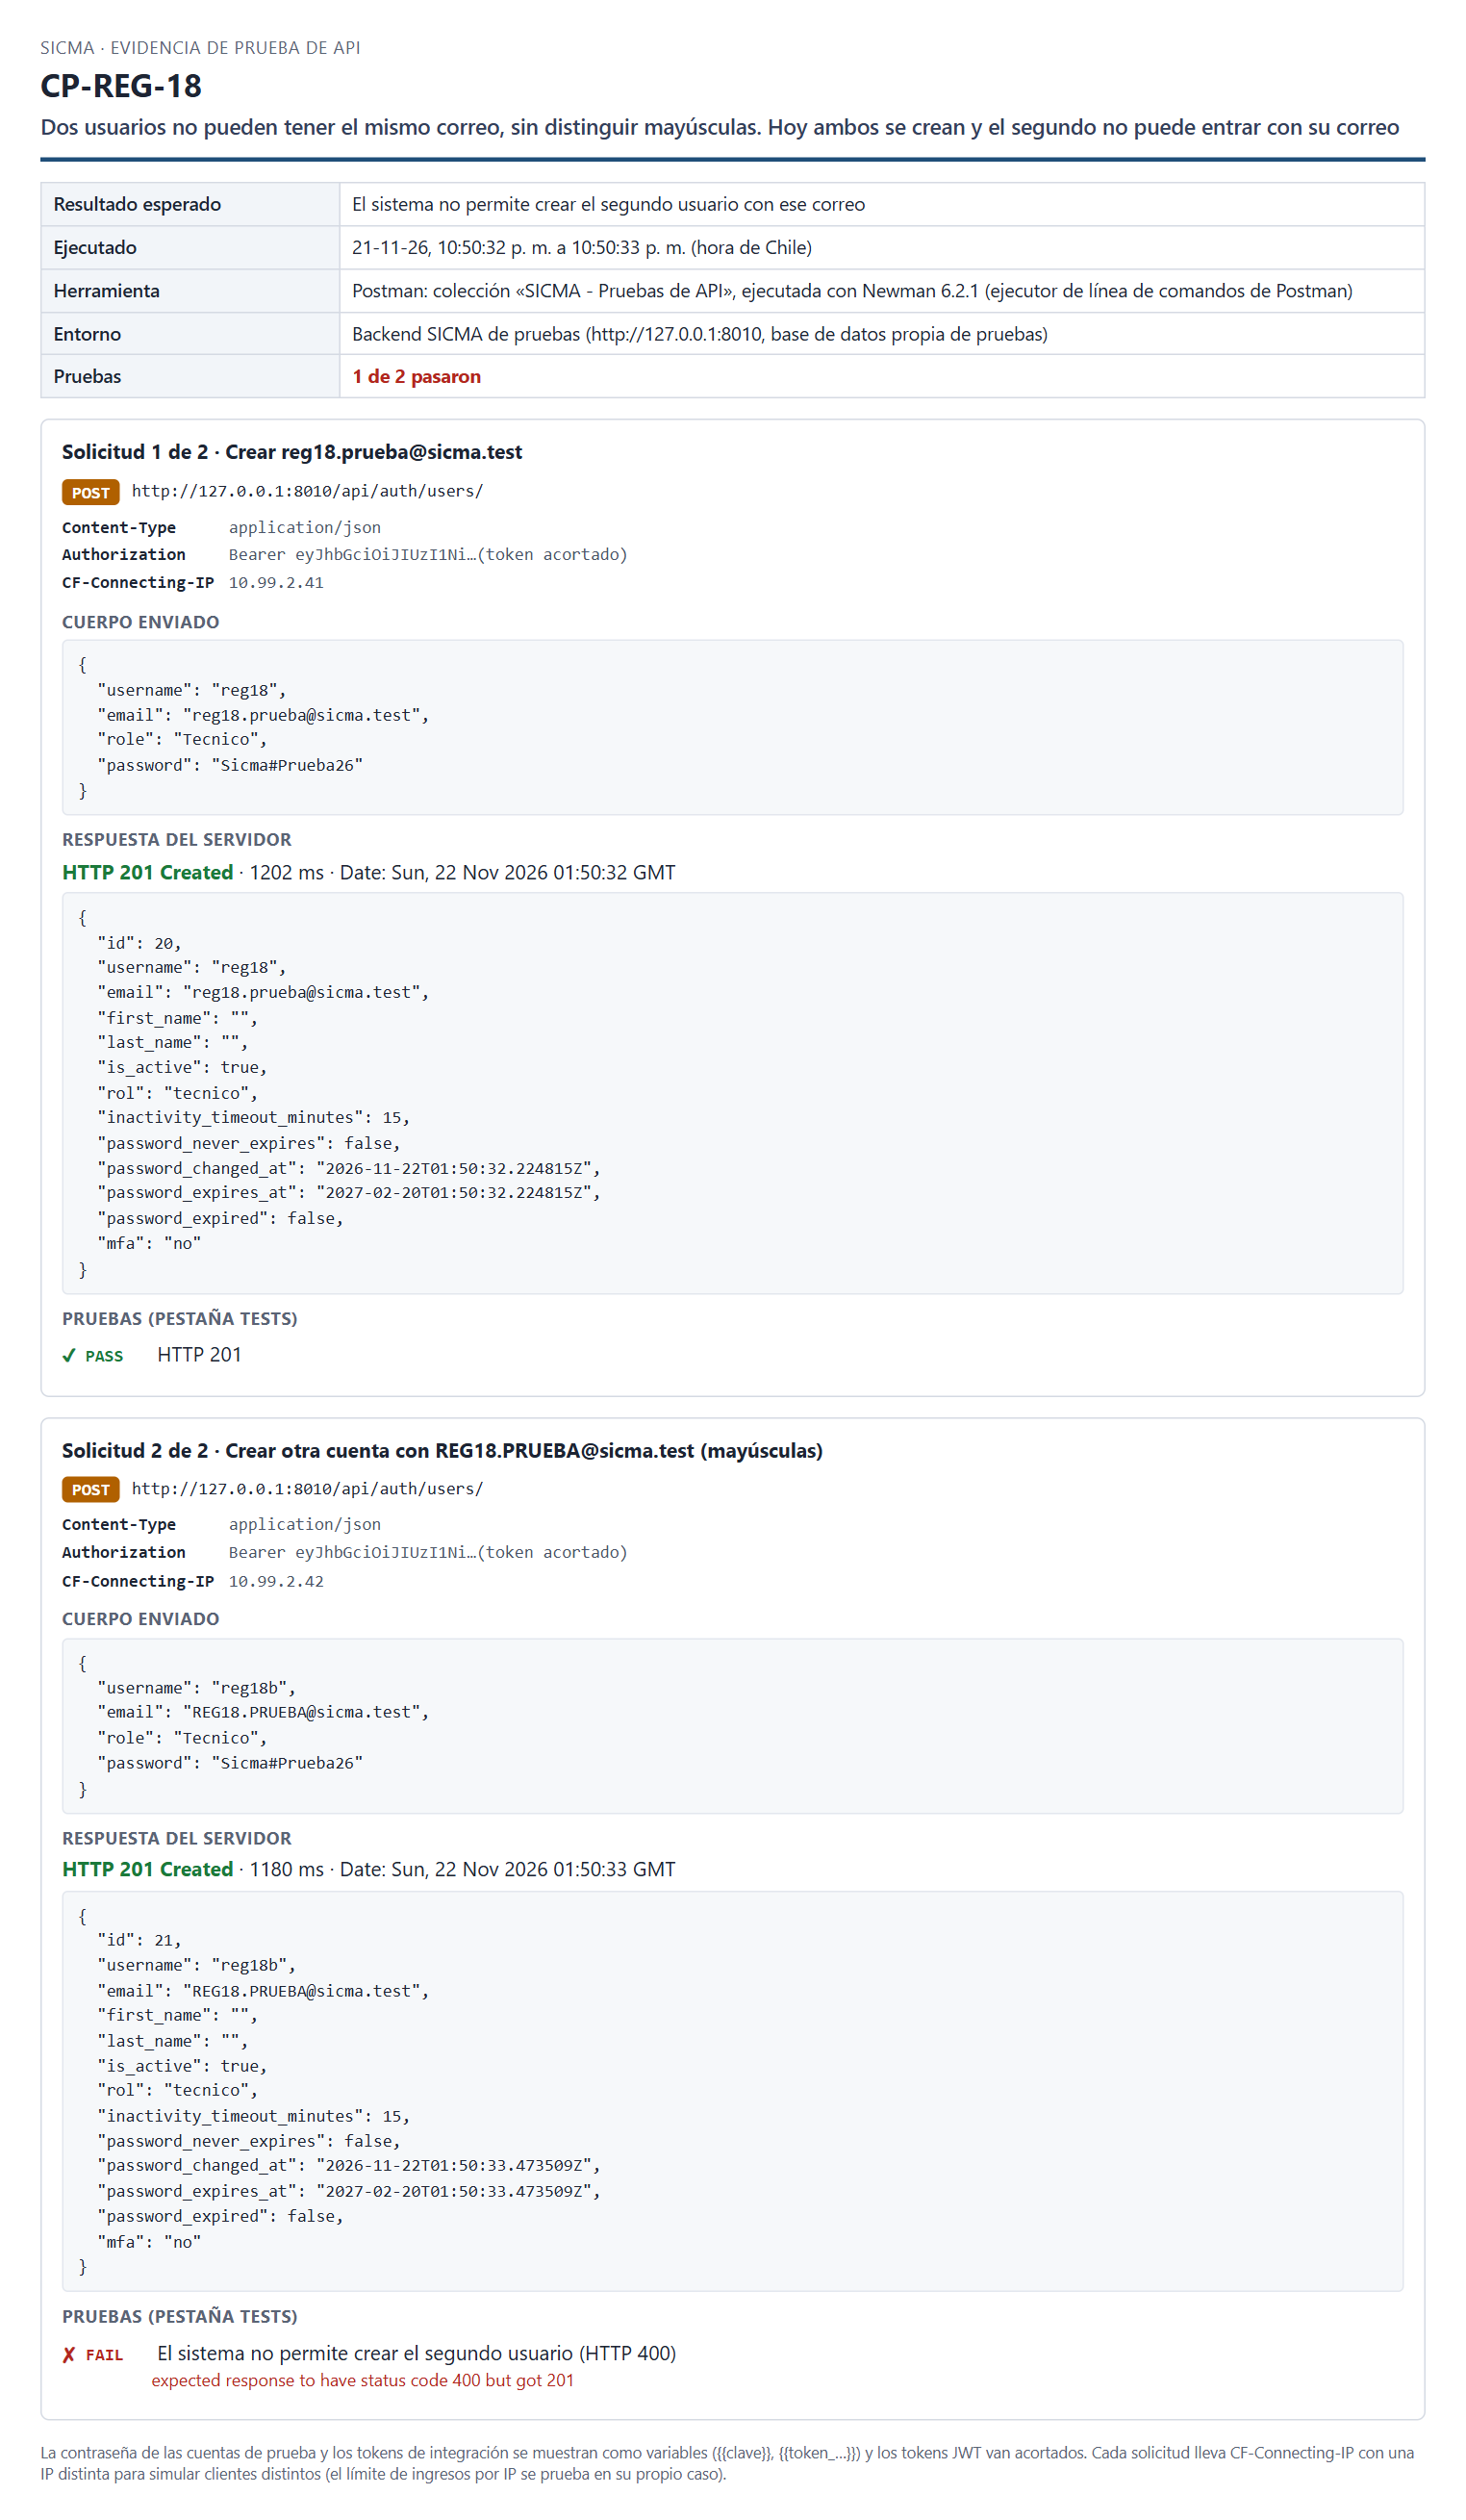 SICMA · EVIDENCIA DE PRUEBA DE API
CP-REG-18
Dos usuarios no pueden tener el mismo correo, sin distinguir mayúsculas. Hoy ambos se crean y el segundo no puede entrar con su correo
Resultado esperado El sistema no permite crear el segundo usuario con ese correo
Ejecutado 21-11-26, 10:50:32 p. m. a 10:50:33 p. m. (hora de Chile)
Herramienta Postman: colección «SICMA - Pruebas de API», ejecutada con Newman 6.2.1 (ejecutor de línea de comandos de Postman)
Entorno Backend SICMA de pruebas (http://127.0.0.1:8010, base de datos propia de pruebas)
Pruebas 1 de 2 pasaron
Solicitud 1 de 2 · Crear reg18.prueba@sicma.test
POST http://127.0.0.1:8010/api/auth/users/
Content-Type application/json
Authorization Bearer eyJhbGciOiJIUzI1Ni…(token acortado)
CF-Connecting-IP 10.99.2.41
CUERPO ENVIADO
{
"username": "reg18",
"email": "reg18.prueba@sicma.test",
"role": "Tecnico",
"password": "Sicma#Prueba26"
}
RESPUESTA DEL SERVIDOR
HTTP 201 Created · 1202 ms · Date: Sun, 22 Nov 2026 01:50:32 GMT
{
"id": 20,
"username": "reg18",
"email": "reg18.prueba@sicma.test",
"first_name": "",
"last_name": "",
"is_active": true,
"rol": "tecnico",
"inactivity_timeout_minutes": 15,
"password_never_expires": false,
"password_changed_at": "2026-11-22T01:50:32.224815Z",
"password_expires_at": "2027-02-20T01:50:32.224815Z",
"password_expired": false,
"mfa": "no"
}
PRUEBAS (PESTAÑA TESTS)
✔ PASS HTTP 201
Solicitud 2 de 2 · Crear otra cuenta con REG18.PRUEBA@sicma.test (mayúsculas)
POST http://127.0.0.1:8010/api/auth/users/
Content-Type application/json
Authorization Bearer eyJhbGciOiJIUzI1Ni…(token acortado)
CF-Connecting-IP 10.99.2.42
CUERPO ENVIADO
{
"username": "reg18b",
"email": "REG18.PRUEBA@sicma.test",
"role": "Tecnico",
"password": "Sicma#Prueba26"
}
RESPUESTA DEL SERVIDOR
HTTP 201 Created · 1180 ms · Date: Sun, 22 Nov 2026 01:50:33 GMT
{
"id": 21,
"username": "reg18b",
"email": "REG18.PRUEBA@sicma.test",
"first_name": "",
"last_name": "",
"is_active": true,
"rol": "tecnico",
"inactivity_timeout_minutes": 15,
"password_never_expires": false,
"password_changed_at": "2026-11-22T01:50:33.473509Z",
"password_expires_at": "2027-02-20T01:50:33.473509Z",
"password_expired": false,
"mfa": "no"
}
PRUEBAS (PESTAÑA TESTS)
✘ FAIL El sistema no permite crear el segundo usuario (HTTP 400)
expected response to have status code 400 but got 201
La contraseña de las cuentas de prueba y los tokens de integración se muestran como variables ({{clave}}, {{token_…}}) y los tokens JWT van acortados. Cada solicitud lleva CF-Connecting-IP con una
IP distinta para simular clientes distintos (el límite de ingresos por IP se prueba en su propio caso).